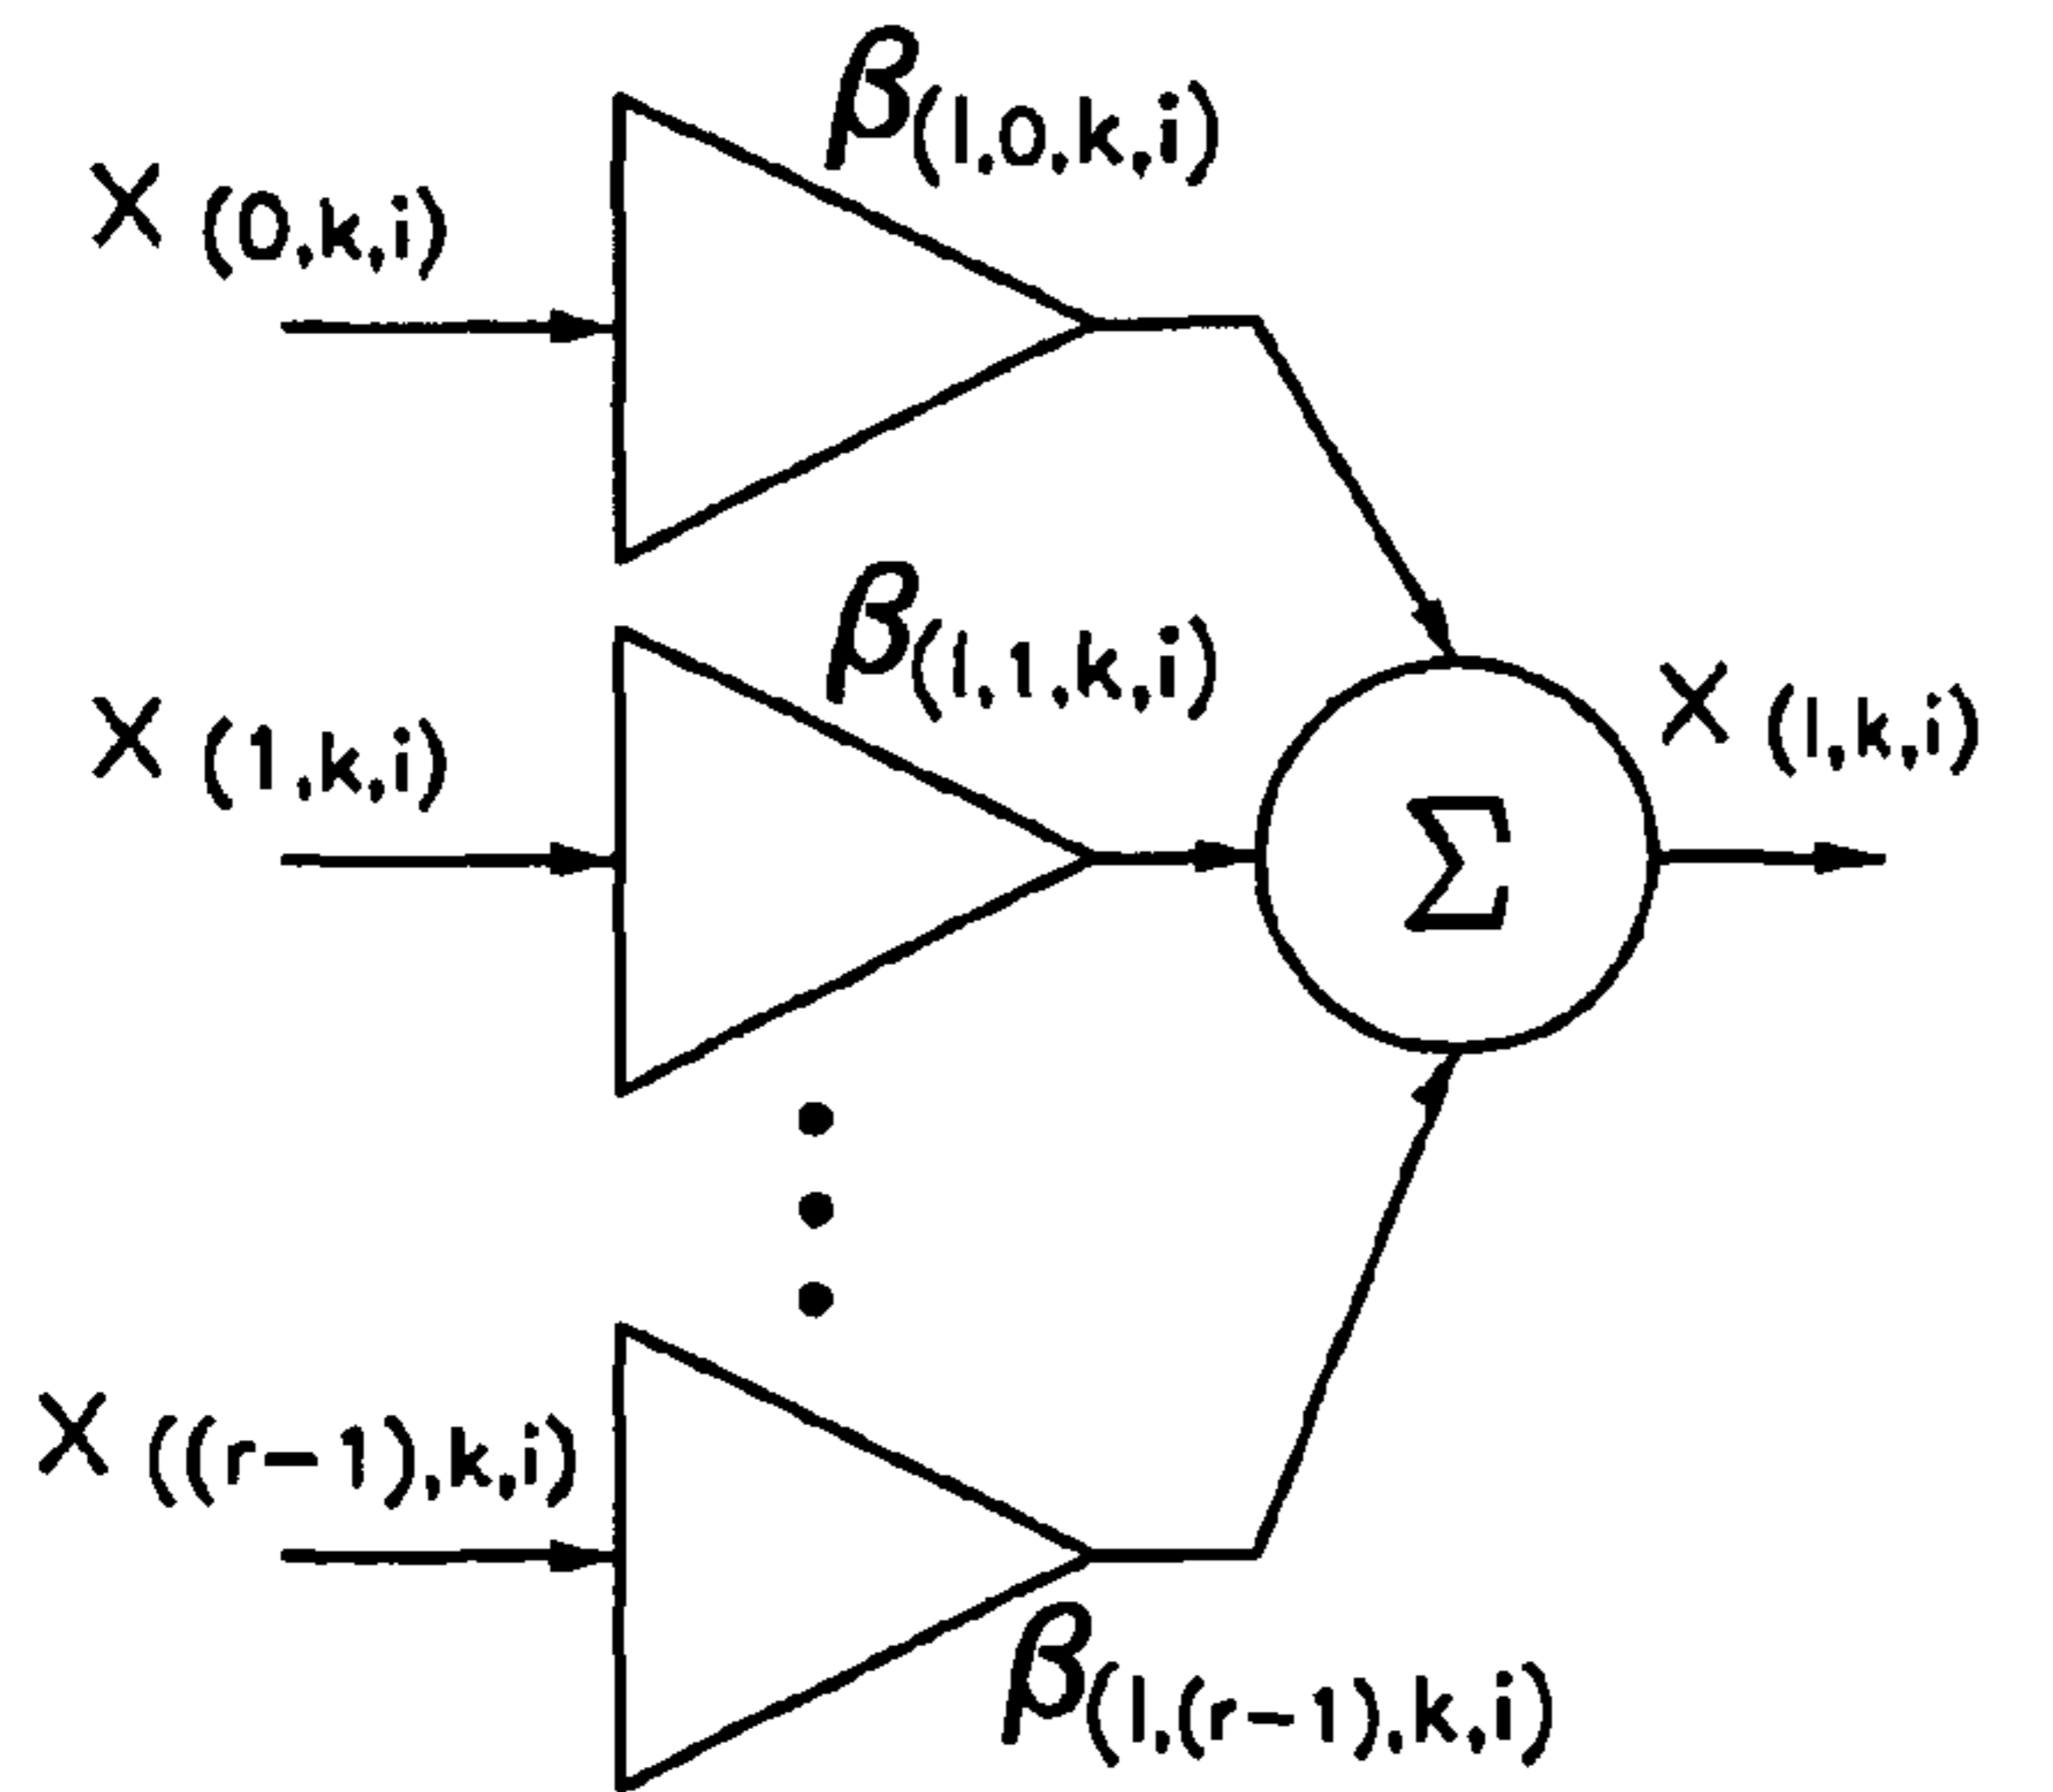 β(l,0,k,i)
X (0,k,i)
β(l,1,k,i)
X (1,k,i)
X (l,k,i)
Σ
X ((r-1),k,i)
β(l,(r-1),k,i)